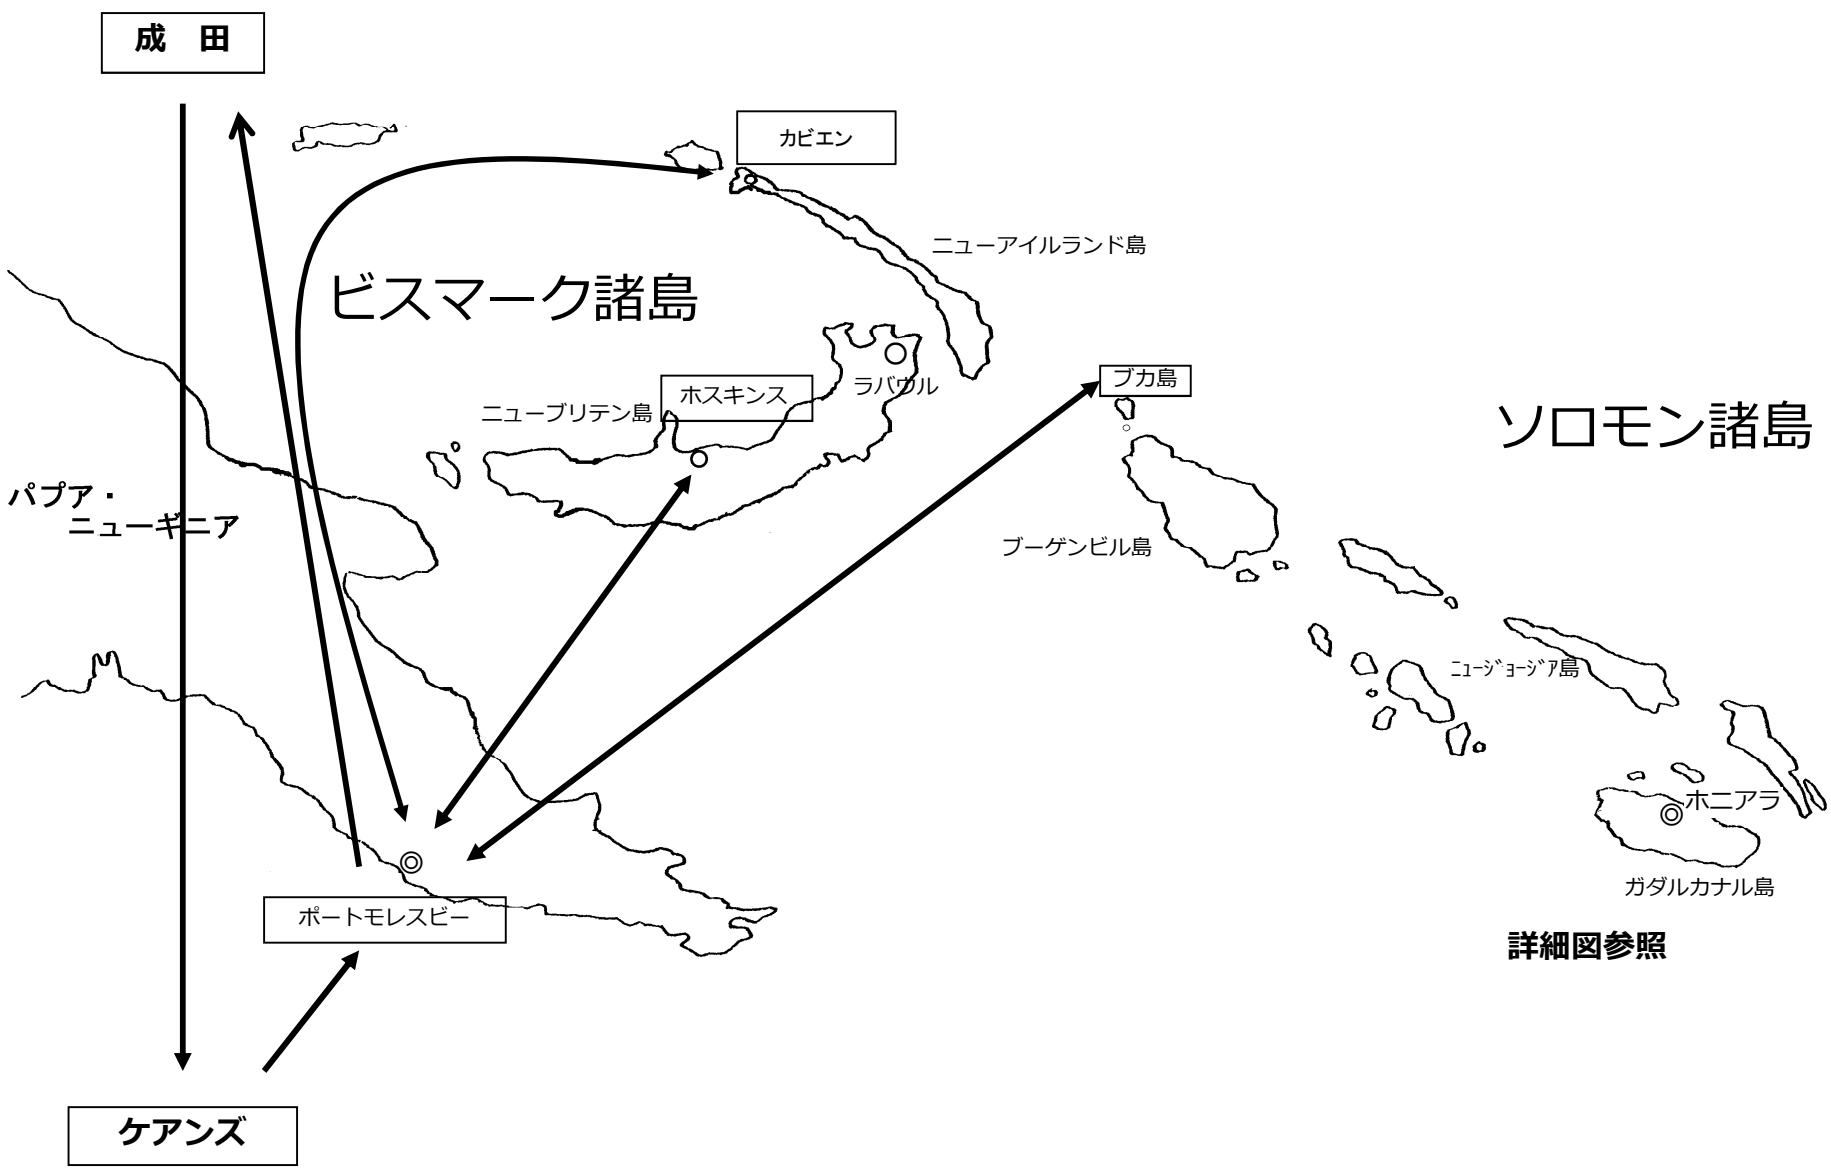 成　田
カビエン
ニューアイルランド島
ビスマーク諸島
ブカ島
ホスキンス
ラバウル
ニューブリテン島
ソロモン諸島
パプア・
ニューギニア
ブーゲンビル島
ﾆｭｰｼﾞｮｰｼﾞｱ島
ホニアラ
ガダルカナル島
ポートモレスビー
詳細図参照
ケアンズ